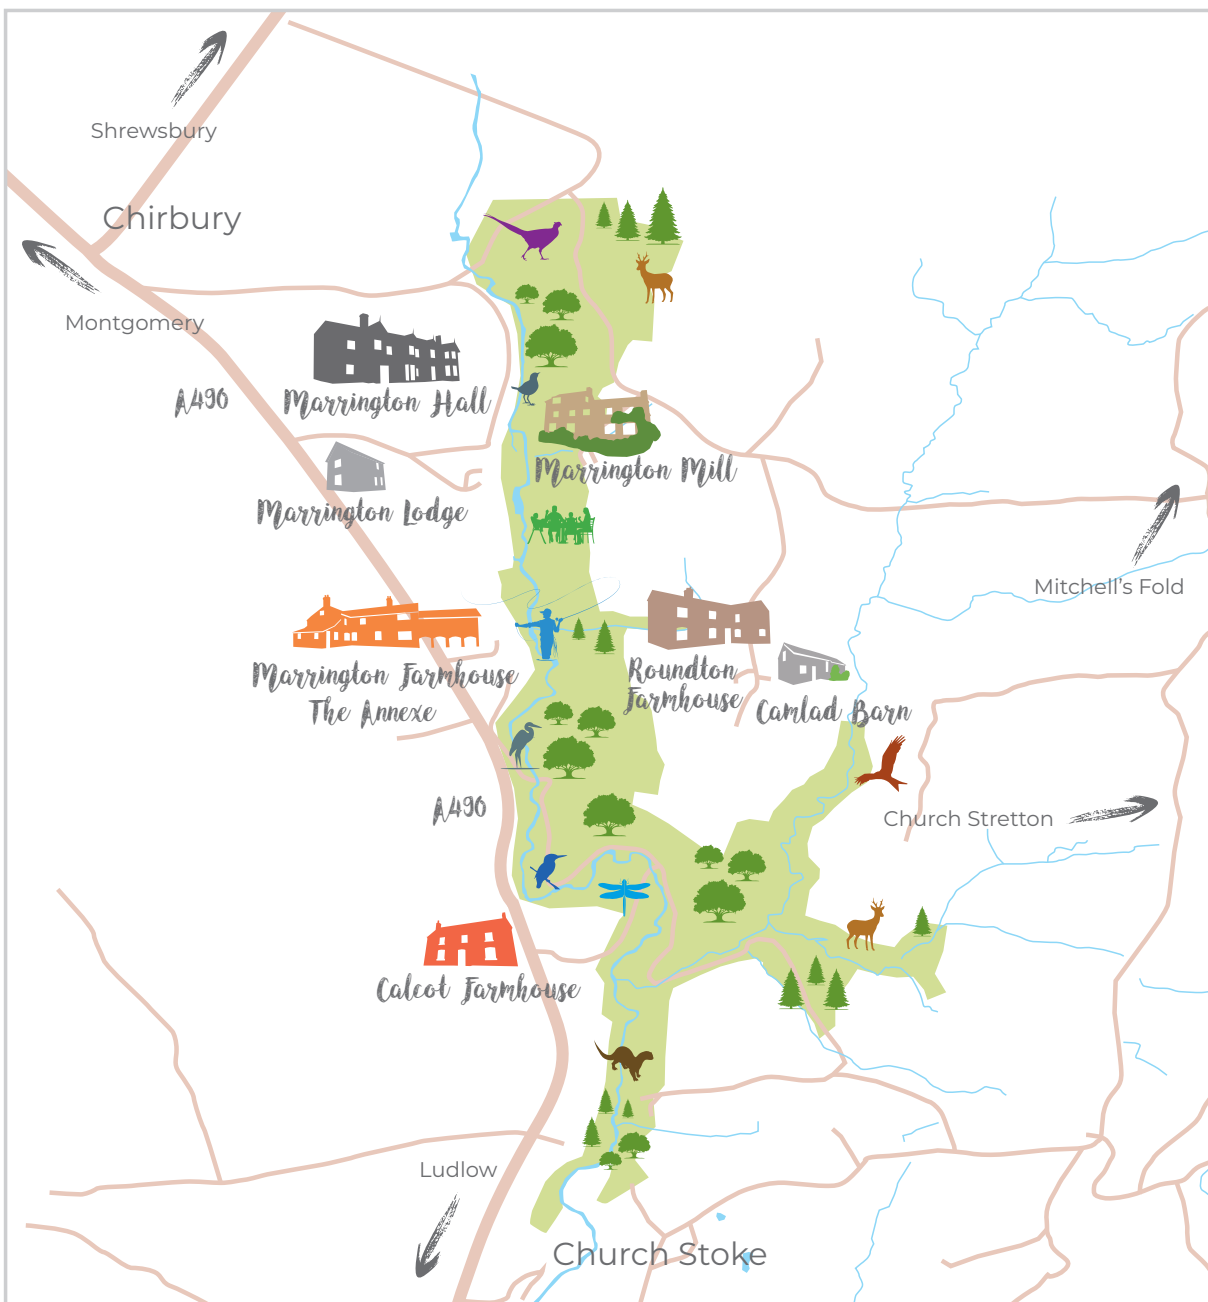 Shrewsbury
Chirbury
Montgomery
A490
Marrington Hall
Marrington Mill
Marrington Lodge
Mitchell's Fold
Marrington Farmhouse
The Annexe
Roundton
Farmhouse
Camlad Barn
A490
Church Stretton
Calcot Farmhouse
Ludlow
Church Stoke